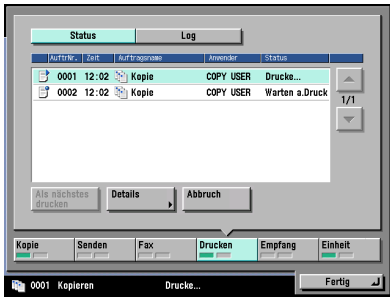 Status Log
AuftrNr. Zeit Auftragsname Anwender Status
0001 12:02 Kopie COPY USER Drucke...
0002 12:02 Kopie COPY USER Warten a.Druck
1/1
Als nächstes drucken
Details
Abbruch
Kopie Senden Fax Drucken Empfang Einheit
0001 Kopieren Drucke...
Fertig